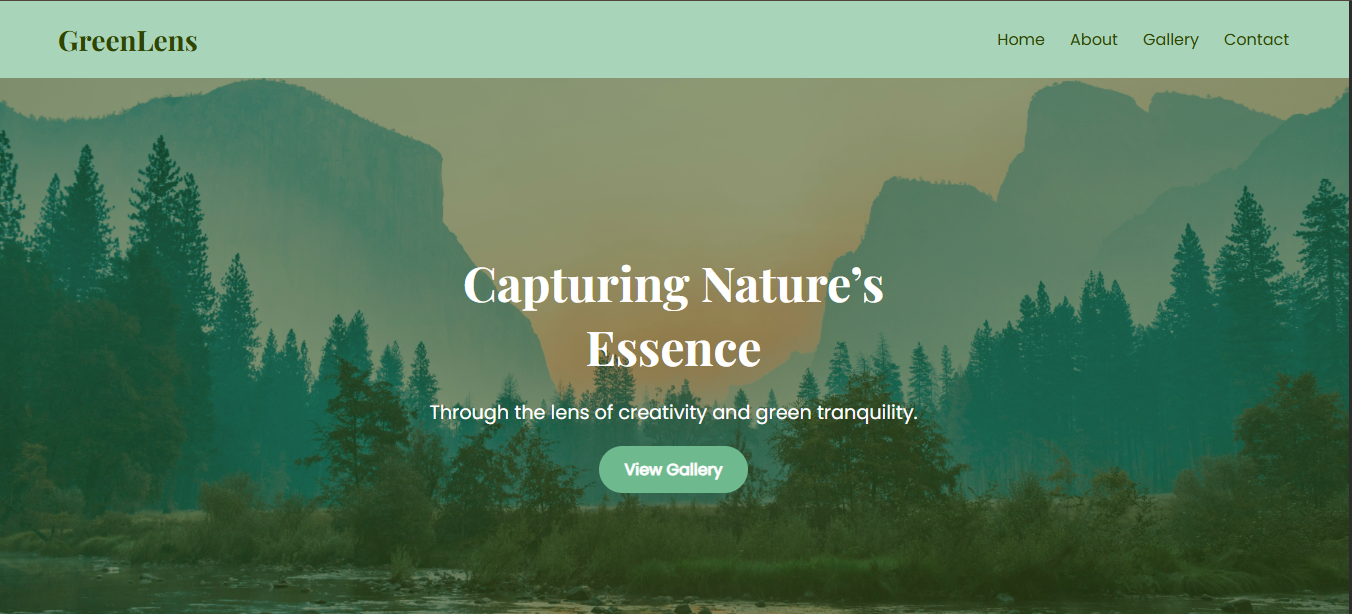 GreenLens
Home About Gallery Contact
Capturing Nature’s
Essence
Through the lens of creativity and green tranquility.
View Gallery